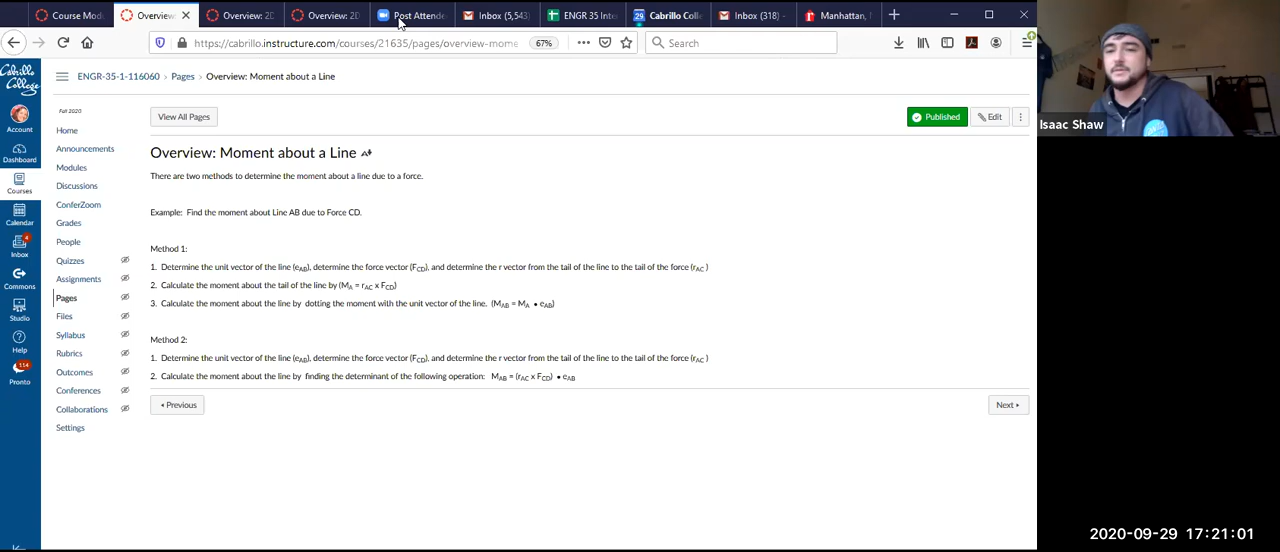 Course Mod
Overview:
Overview: 2D
Overview: 2D
Post Attende
Inbox (5,543)
ENGR 35 Inte
29
Cabrillo Coll
Inbox (318) -
Manhattan,
https://cabrillo.instructure.com/courses/21635/pages/overview-mome
67%
Search
Cabrillo
College
ENGR-35-1-116060 > Pages > Overview: Moment about a Line
Account
Dashboard
Courses
Calendar
4
Inbox
Commons
Studio
Help
114
Pronto
Fall 2020
Home
Announcements
Modules
Discussions
ConferZoom
Grades
People
Quizzes
Assignments
Pages
Files
Syllabus
Rubrics
Outcomes
Conferences
Collaborations
Settings
View All Pages
Published
Edit
Overview: Moment about a Line
There are two methods to determine the moment about a line due to a force.
Example: Find the moment about Line AB due to Force CD.
Method 1:
1. Determine the unit vector of the line (eAB), determine the force vector (FCD), and determine the r vector from the tail of the line to the tail of the force (rAC )
2. Calculate the moment about the tail of the line by (MA = rAC x FCD)
3. Calculate the moment about the line by dotting the moment with the unit vector of the line. (MAB = MA • eAB)
Method 2:
1. Determine the unit vector of the line (eAB), determine the force vector (FCD), and determine the r vector from the tail of the line to the tail of the force (rAC )
2. Calculate the moment about the line by finding the determinant of the following operation: MAB = (rAC x FCD) • eAB
Previous
Next
Isaac Shaw
2020-09-29 17:21:01